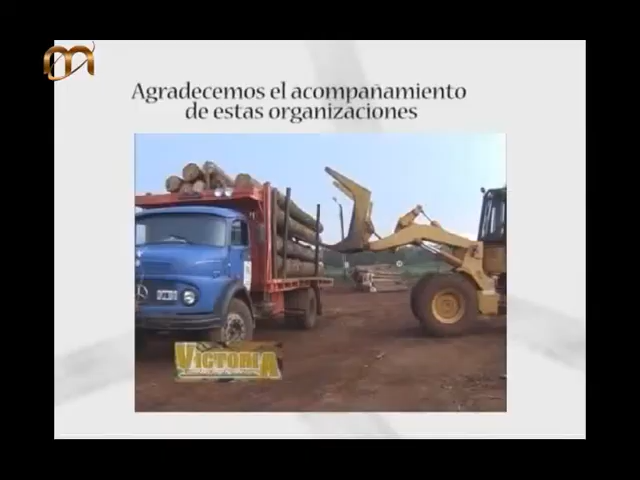 Agradecemos el acompañamiento
de estas organizaciones
VICTORIA